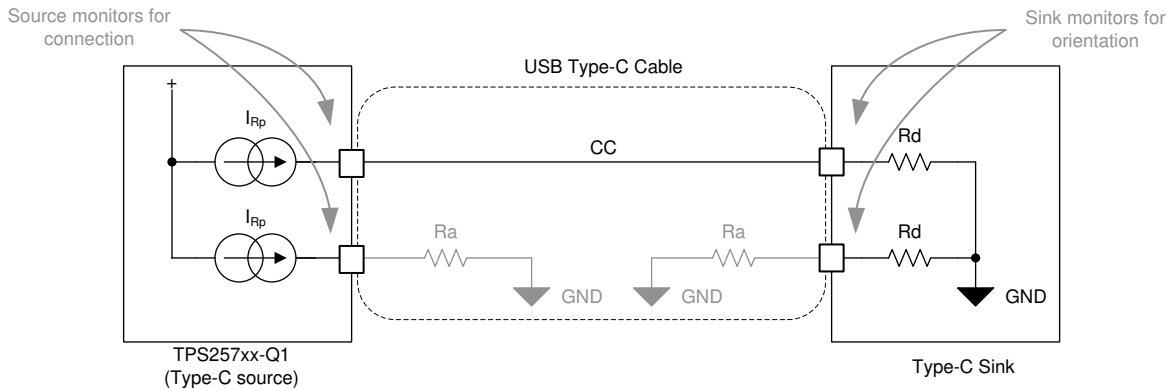 Source monitors for
connection
Sink monitors for
orientation
USB Type-C Cable
+
IRp
CC
Rd
IRp
Ra
Ra
Rd
GND
GND
GND
TPS257xx-Q1
(Type-C source)
Type-C Sink